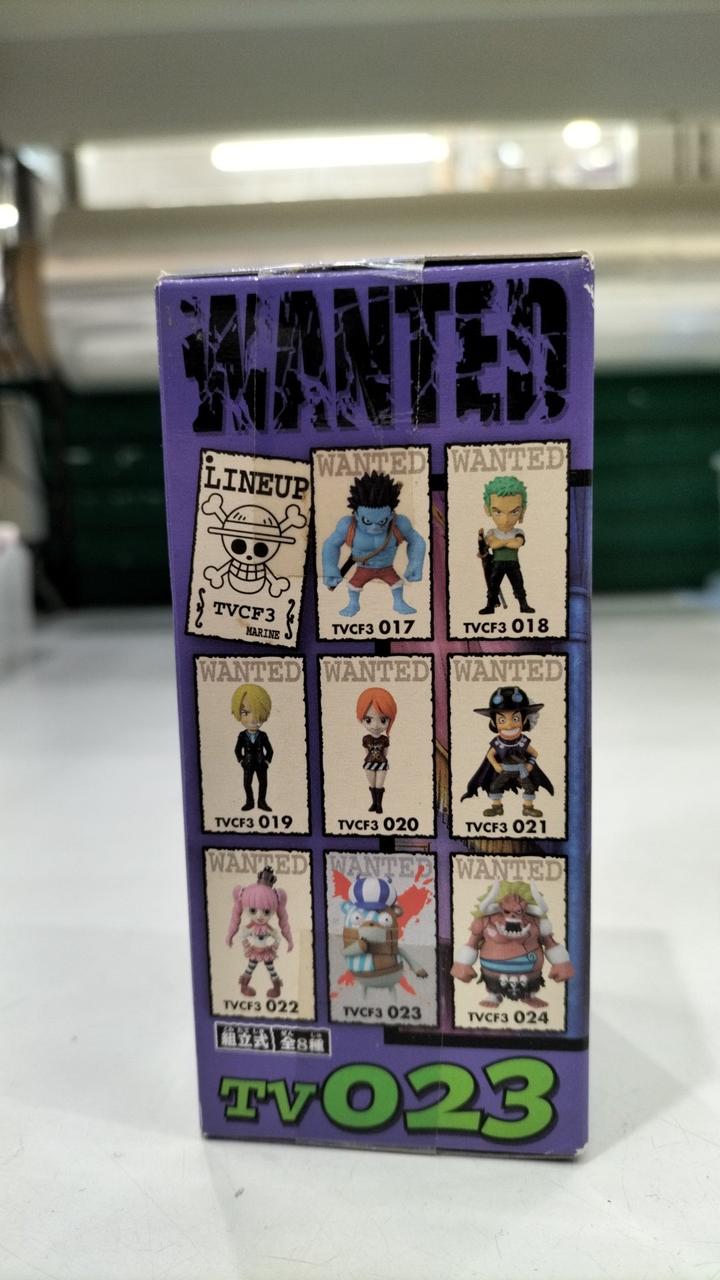 WANTED
LINEUP
TVCF3
MARINE
WANTED
TVCF3 017
WANTED
TVCF3 018
WANTED
TVCF3 019
WANTED
TVCF3 020
WANTED
TVCF3 021
WANTED
TVCF3 022
WANTED
TVCF3 023
WANTED
TVCF3 024
組立式 全8種
TV023